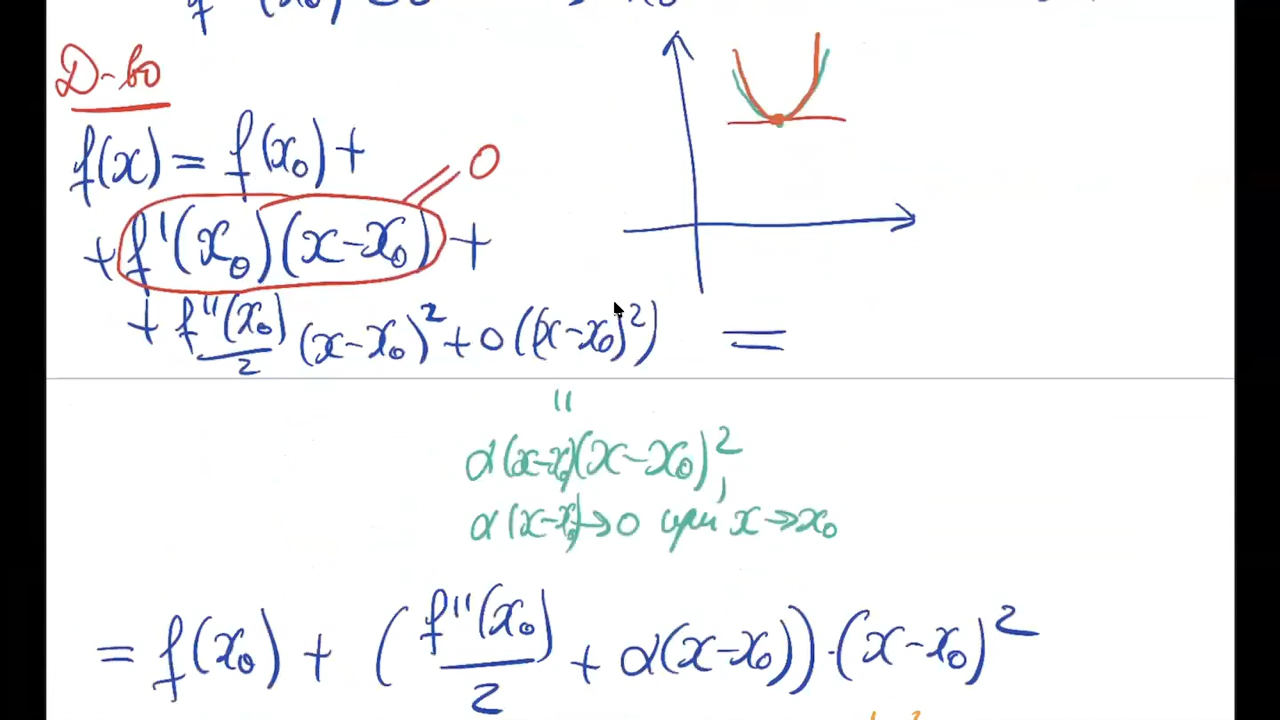 Д-во
f(x) = f(x₀) +
= 0
+ f'(x₀)(x-x₀) +
+ f''(x₀)/2 (x-x₀)² + o((x-x₀)²) =
"
α(x-x₀)(x-x₀)²,
α(x-x₀)→0 при x→x₀
= f(x₀) + (f''(x₀)/2 + α(x-x₀))·(x-x₀)²